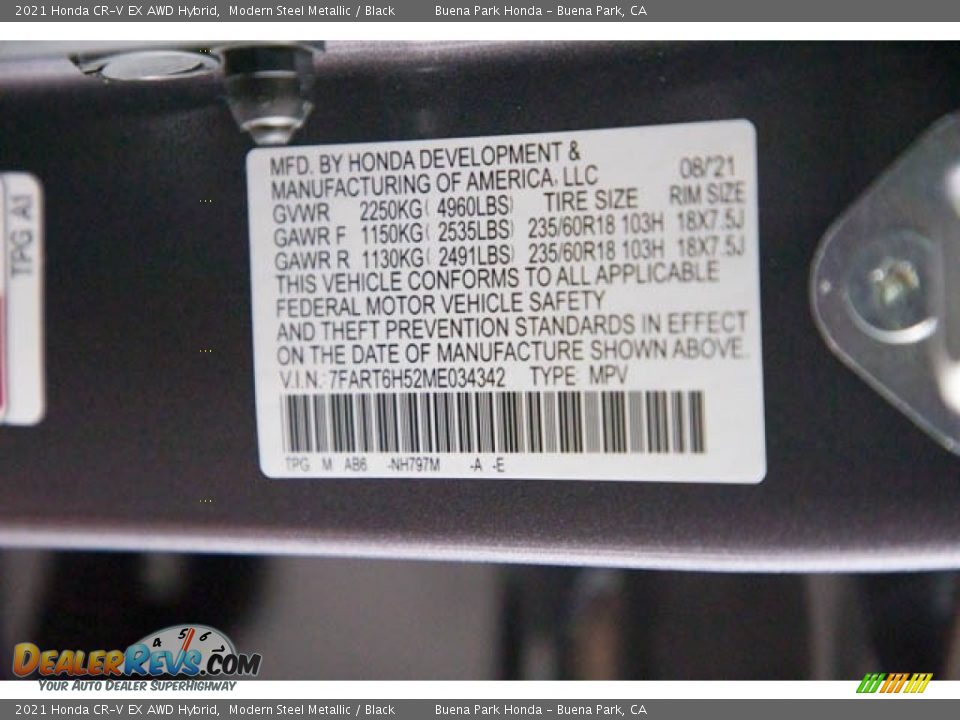 2021 Honda CR-V EX AWD Hybrid, Modern Steel Metallic / Black Buena Park Honda - Buena Park, CA
TPG A1
MFD. BY HONDA DEVELOPMENT &
MANUFACTURING OF AMERICA, LLC 08/'21
GVWR 2250KG( 4960LBS) TIRE SIZE RIM SIZE
GAWR F 1150KG( 2535LBS) 235/60R18 103H 18X7.5J
GAWR R 1130KG( 2491LBS) 235/60R18 103H 18X7.5J
THIS VEHICLE CONFORMS TO ALL APPLICABLE
FEDERAL MOTOR VEHICLE SAFETY
AND THEFT PREVENTION STANDARDS IN EFFECT
ON THE DATE OF MANUFACTURE SHOWN ABOVE.
V.I.N.: 7FART6H52ME034342 TYPE: MPV
TPG M AB6 -NH797M -A -E
4 5 6
DEALERREVS.COM
YOUR AUTO DEALER SUPERHIGHWAY
2021 Honda CR-V EX AWD Hybrid, Modern Steel Metallic / Black Buena Park Honda - Buena Park, CA